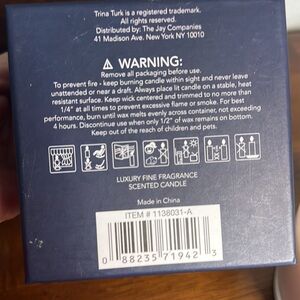 Trina Turk is a registered trademark.
All rights reserved.
Distributed by: The Jay Companies
41 Madison Ave. New York NY 10010
⚠ WARNING:
Remove all packaging before use.
To prevent fire - keep burning candle within sight and never leave
unattended or near a draft. Always place lit candle on a stable, heat
resistant surface. Keep wick centered and trimmed to no more than
1/4" at all times to prevent excessive flame or smoke. For best
performance, burn until wax melts evenly across container, not exceeding
4 hours. Discontinue use when only 1/2" of wax remains on bottom.
Keep out of the reach of children and pets.
LUXURY FINE FRAGRANCE
SCENTED CANDLE
Made in China
ITEM # 1138031-A
0 88235 71942 3